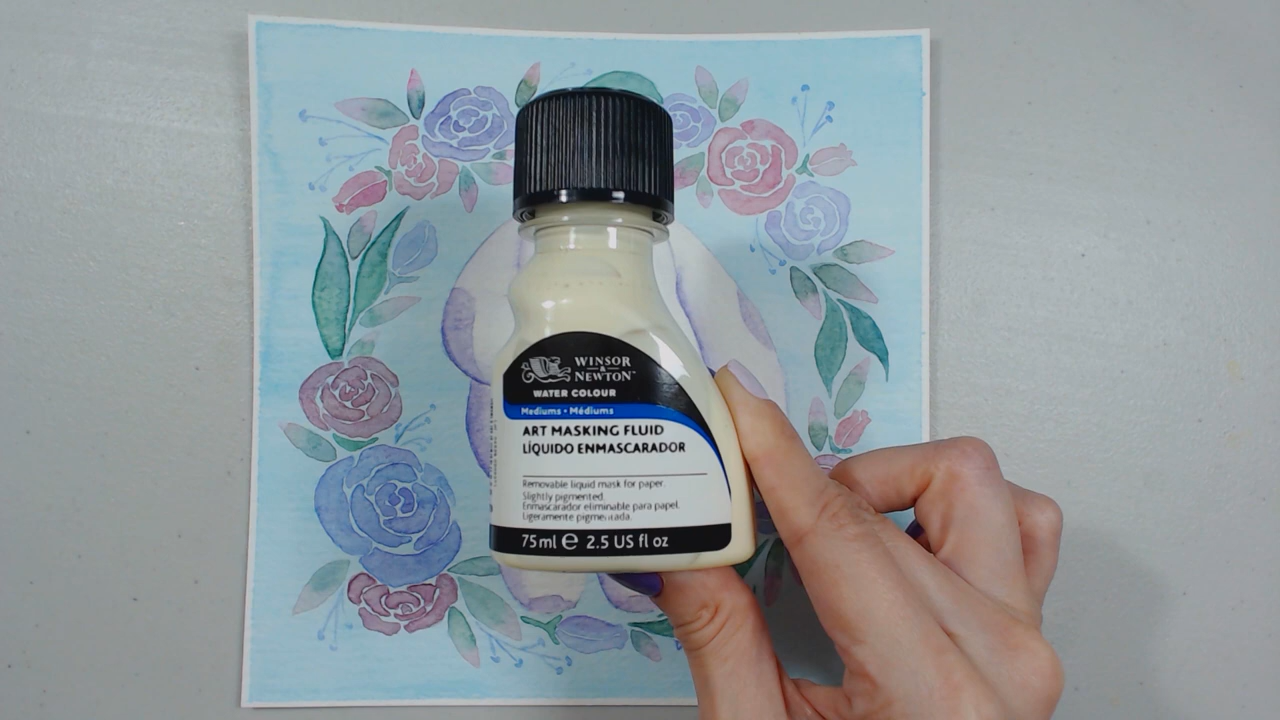 WINSOR
&
NEWTON™
WATER COLOUR
Mediums • Médiums
ART MASKING FLUID
LÍQUIDO ENMASCARADOR
Removable liquid mask for paper.
Slightly pigmented.
Enmascarador eliminable para papel.
Ligeramente pigmentada.
75ml e 2.5 US fl oz